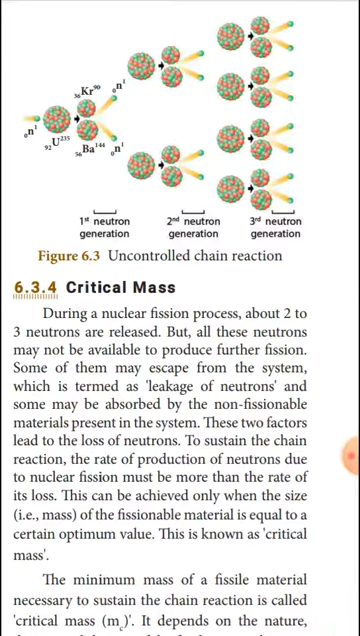 ₃₆Kr⁹⁰
₀n¹
₀n¹
₉₂U²³⁵
₅₆Ba¹⁴⁴
₀n¹
1ˢᵗ neutron generation
2ⁿᵈ neutron generation
3ʳᵈ neutron generation
Figure 6.3 Uncontrolled chain reaction
6.3.4 Critical Mass
During a nuclear fission process, about 2 to
3 neutrons are released. But, all these neutrons
may not be available to produce further fission.
Some of them may escape from the system,
which is termed as 'leakage of neutrons' and
some may be absorbed by the non-fissionable
materials present in the system. These two factors
lead to the loss of neutrons. To sustain the chain
reaction, the rate of production of neutrons due
to nuclear fission must be more than the rate of
its loss. This can be achieved only when the size
(i.e., mass) of the fissionable material is equal to a
certain optimum value. This is known as 'critical
mass'.
The minimum mass of a fissile material
necessary to sustain the chain reaction is called
'critical mass (m꜀)'. It depends on the nature,